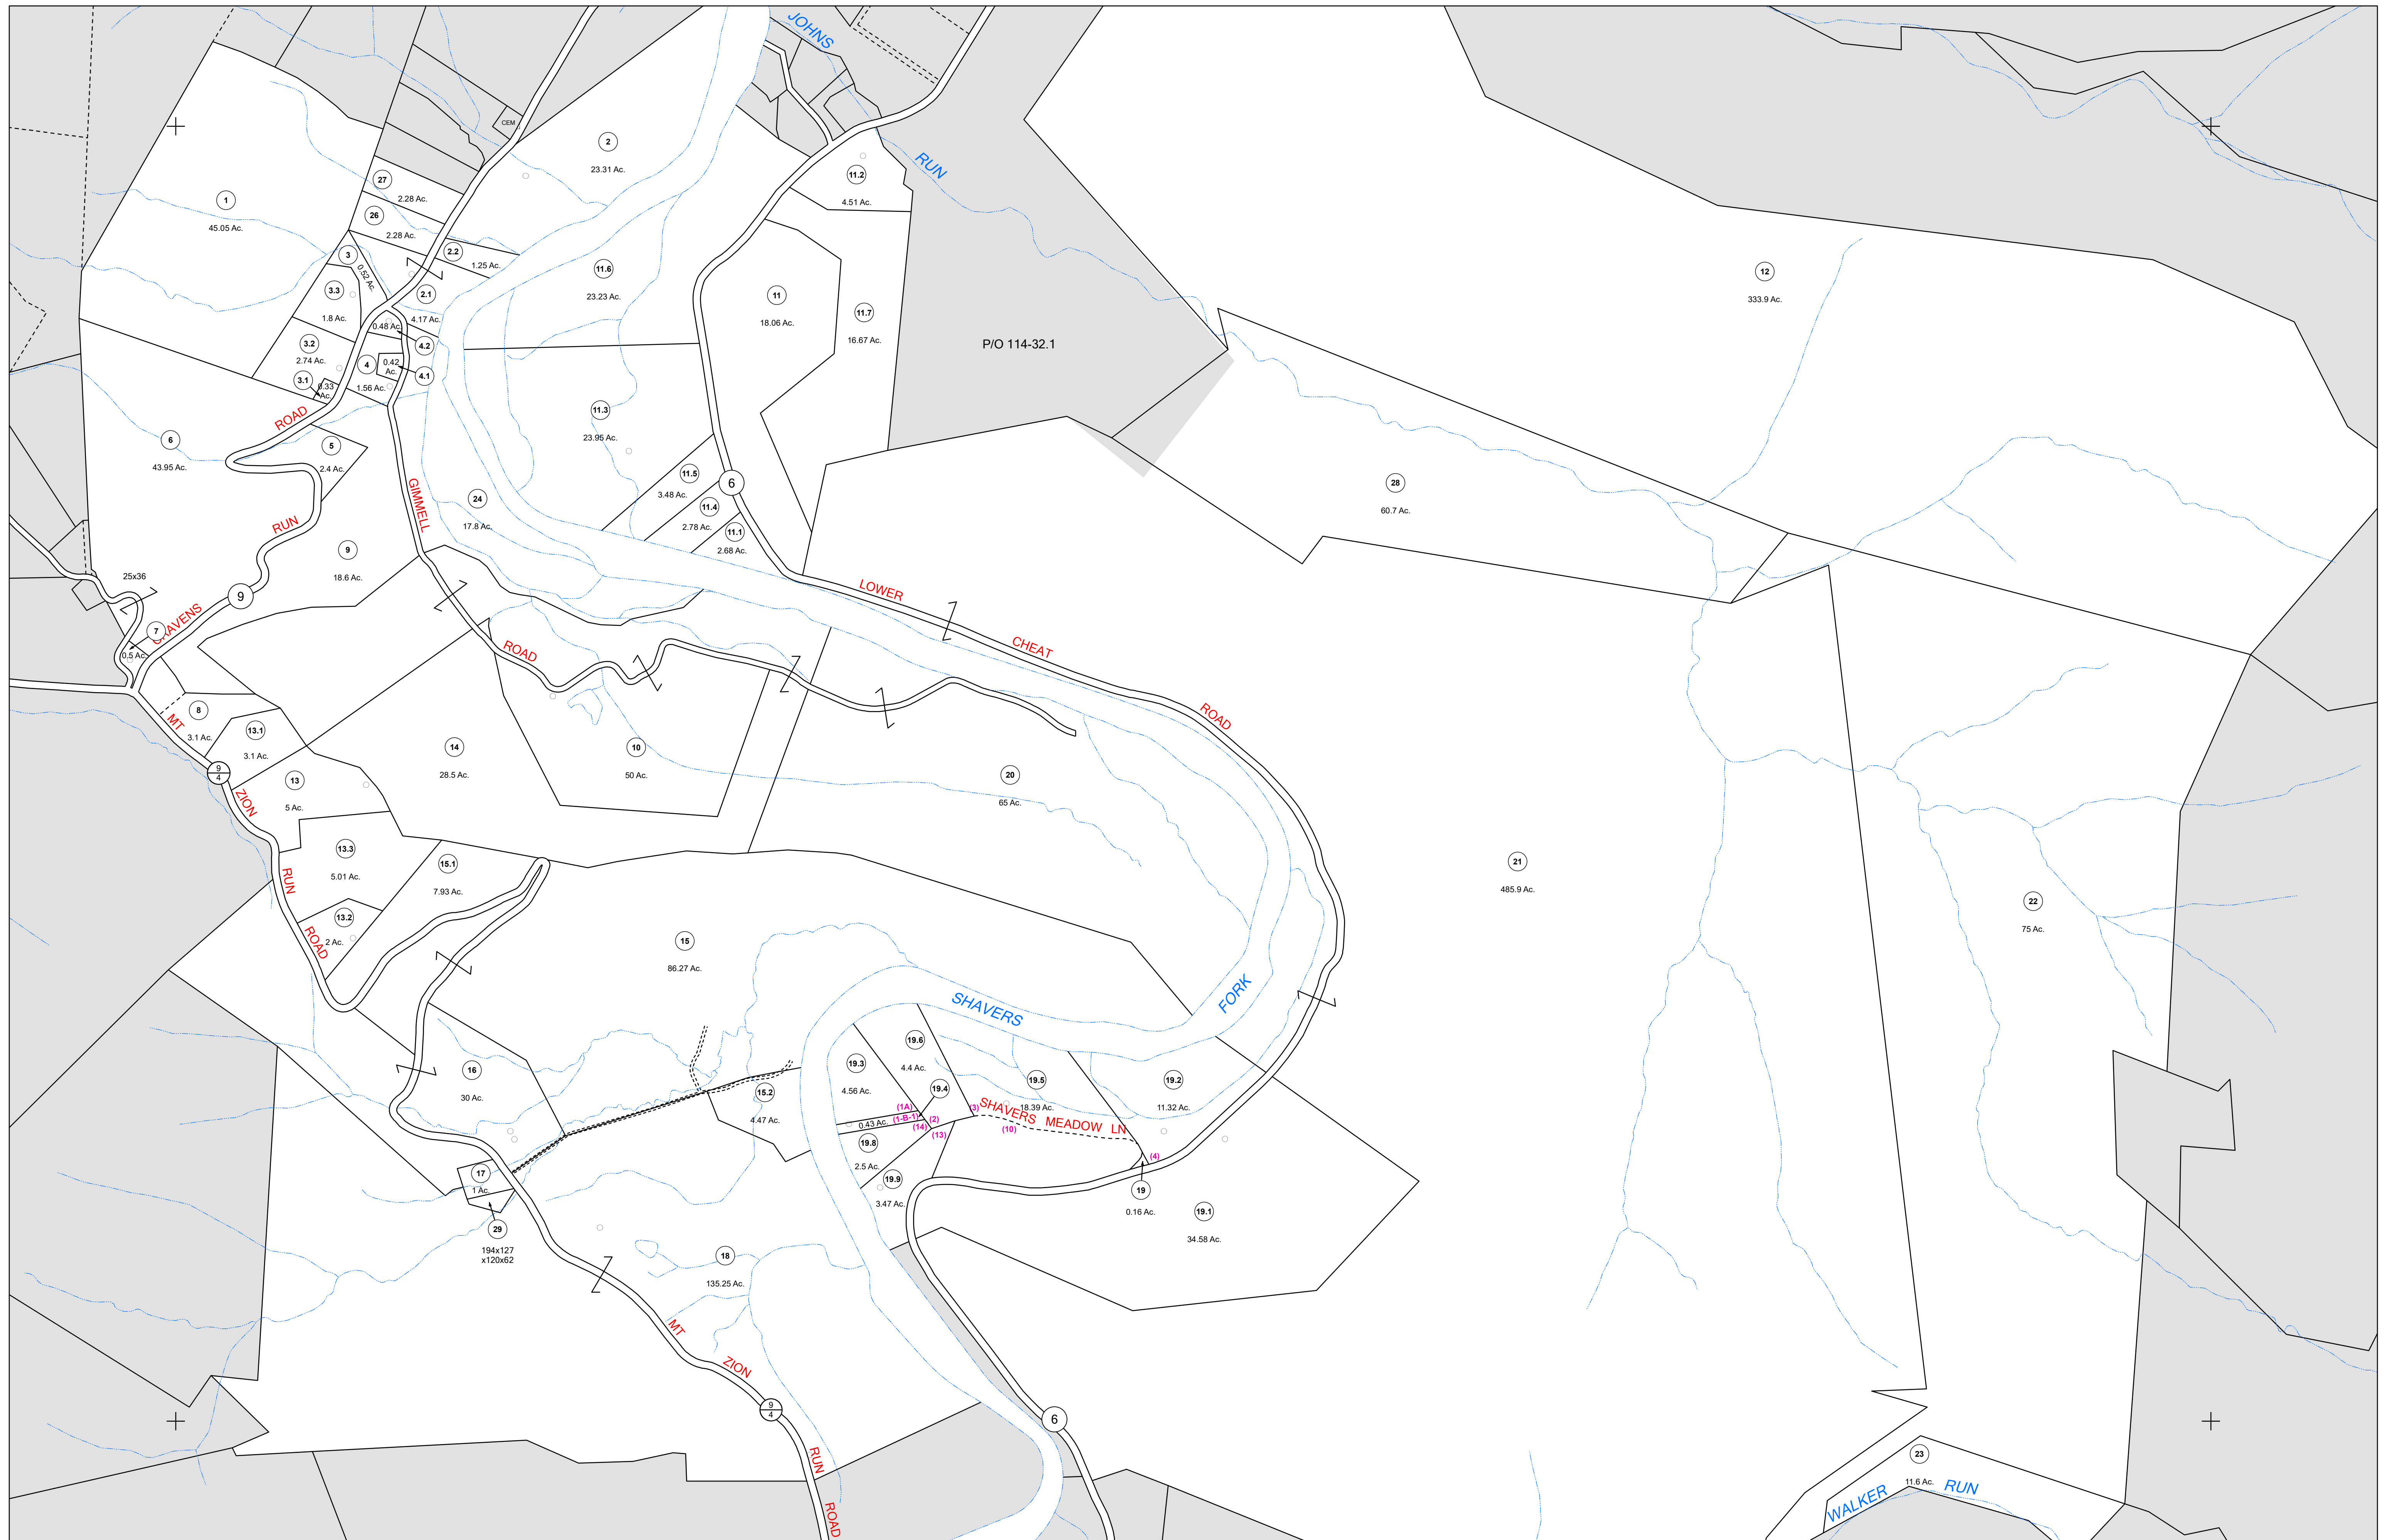 JOHNS
RUN
CEM
2
23.31 Ac.
27
2.28 Ac.
26
2.28 Ac.
1
45.05 Ac.
11.2
4.51 Ac.
2.2
1.25 Ac.
3
0.52 Ac.
11.6
23.23 Ac.
12
333.9 Ac.
3.3
1.8 Ac.
2.1
4.17 Ac.
11
18.06 Ac.
11.7
16.67 Ac.
0.48 Ac.
4.2
3.2
2.74 Ac.
P/O 114-32.1
4
0.42
Ac.
4.1
1.56 Ac.
3.1
0.33
Ac.
ROAD
11.3
23.95 Ac.
6
43.95 Ac.
5
2.4 Ac.
11.5
3.48 Ac.
6
28
60.7 Ac.
GIMMELL
24
17.8 Ac.
11.4
2.78 Ac.
11.1
2.68 Ac.
RUN
9
18.6 Ac.
25x36
9
LOWER
CRAVENS
7
0.5 Ac.
CHEAT
ROAD
ROAD
8
3.1 Ac.
MT
13.1
3.1 Ac.
14
28.5 Ac.
10
50 Ac.
9
4
13
5 Ac.
20
65 Ac.
ZION
13.3
5.01 Ac.
15.1
7.93 Ac.
21
485.9 Ac.
RUN
22
75 Ac.
13.2
2 Ac.
ROAD
15
86.27 Ac.
SHAVERS
FORK
16
30 Ac.
19.3
4.56 Ac.
19.6
4.4 Ac.
19.4
19.5
18.39 Ac.
19.2
11.32 Ac.
15.2
4.47 Ac.
(1A)
(1-B-1)
(2)
(3)
SHAVERS MEADOW LN
0.43 Ac.
(14)
(13)
(10)
19.8
2.5 Ac.
(4)
17
1 Ac.
19.9
3.47 Ac.
19
0.16 Ac.
19.1
34.58 Ac.
29
194x127
x120x62
18
135.25 Ac.
MT
ZION
9
4
6
RUN
ROAD
23
11.6 Ac.
WALKER
RUN